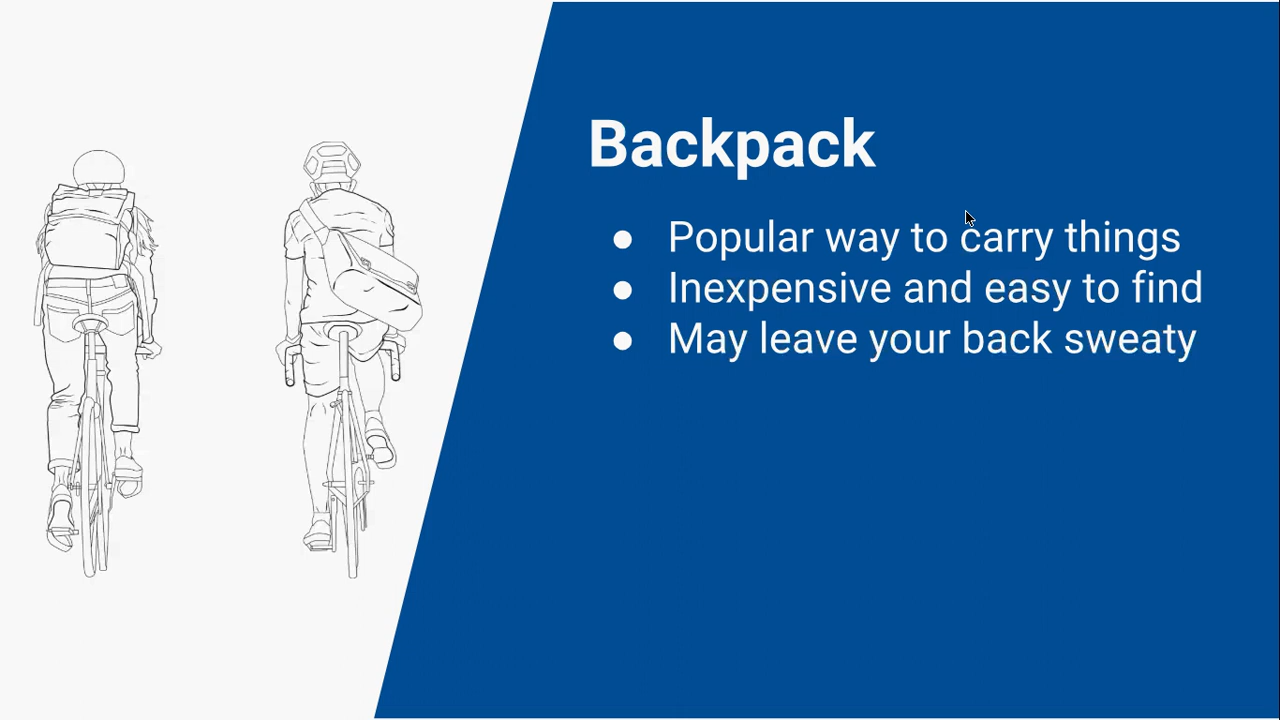 Backpack
● Popular way to carry things
● Inexpensive and easy to find
● May leave your back sweaty